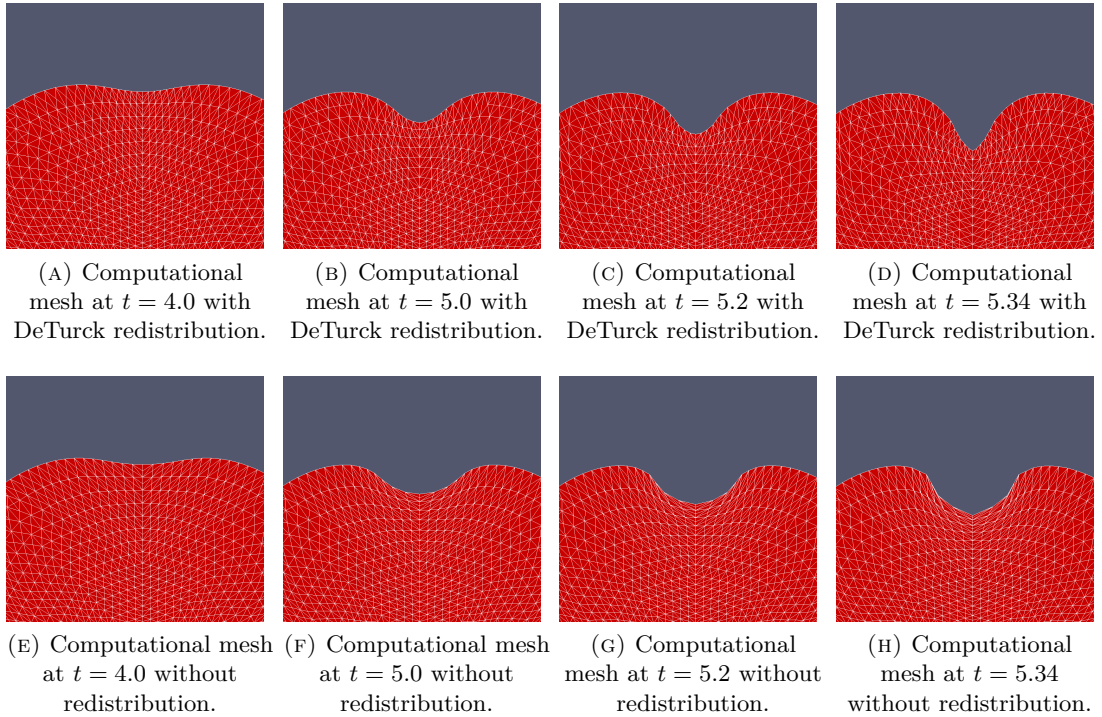 (A) Computational
mesh at t = 4.0 with
DeTurck redistribution.
(B) Computational
mesh at t = 5.0 with
DeTurck redistribution.
(C) Computational
mesh at t = 5.2 with
DeTurck redistribution.
(D) Computational
mesh at t = 5.34 with
DeTurck redistribution.
(E) Computational mesh
at t = 4.0 without
redistribution.
(F) Computational mesh
at t = 5.0 without
redistribution.
(G) Computational
mesh at t = 5.2 without
redistribution.
(H) Computational
mesh at t = 5.34
without redistribution.